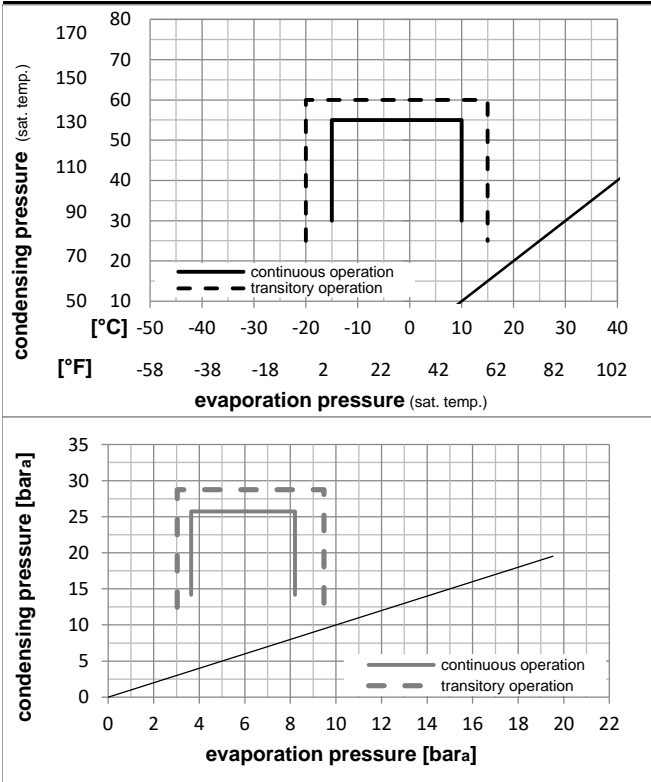 170 80
70
150
60
130
50
110
40
90
30
70
20
50 10
condensing pressure (sat. temp.)
continuous operation
transitory operation
[°C] -50 -40 -30 -20 -10 0 10 20 30 40
[°F] -58 -38 -18 2 22 42 62 82 102
evaporation pressure (sat. temp.)
35
30
25
20
15
10
5
0
condensing pressure [bara]
continuous operation
transitory operation
0 2 4 6 8 10 12 14 16 18 20 22
evaporation pressure [bara]